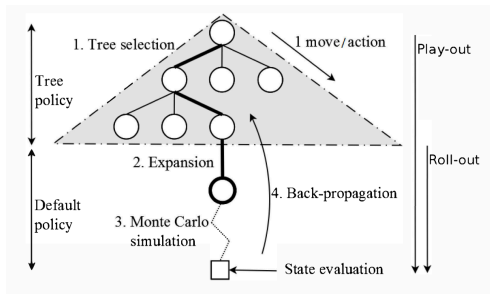 1. Tree selection
1 move/action
Play-out
Tree
policy
2. Expansion
Roll-out
4. Back-propagation
Default
policy
3. Monte Carlo
simulation
State evaluation